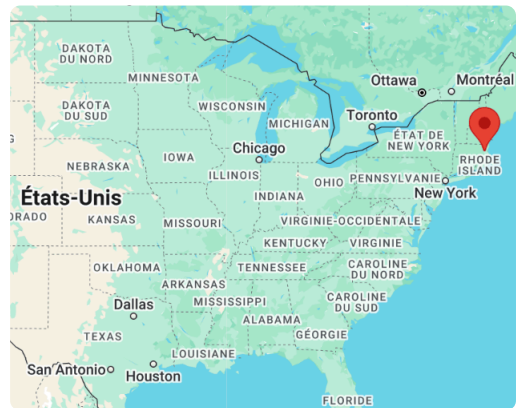 DAKOTA
DU NORD
MINNESOTA
Ottawa
Montréal
DAKOTA
DU SUD
WISCONSIN
MICHIGAN
Toronto
ÉTAT DE
NEW YORK
Chicago
IOWA
NEBRASKA
ILLINOIS
RHODE
ISLAND
OHIO
PENNSYLVANIE
New York
États-Unis
INDIANA
ORADO
KANSAS
MISSOURI
VIRGINIE-OCCIDENTALE
KENTUCKY
VIRGINIE
OKLAHOMA
TENNESSEE
CAROLINE
DU NORD
ARKANSAS
Dallas
MISSISSIPPI
CAROLINE
DU SUD
ALABAMA
TEXAS
GÉORGIE
LOUISIANE
San Antonio
Houston
FLORIDE